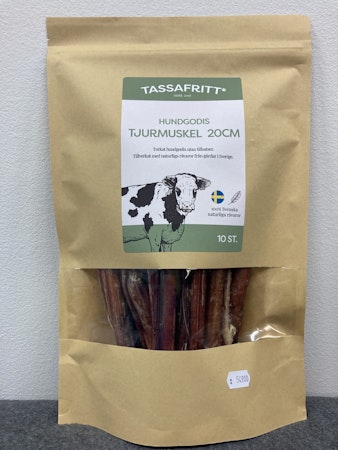 TASSAFRITT®
HUNDGODIS
TJURMUSKEL 20CM
Torkat hundgodis utan tillsatser.
Tillverkat med naturliga råvaror från gårdar i Sverige.
100% Svenska
naturliga råvaror
10 ST.